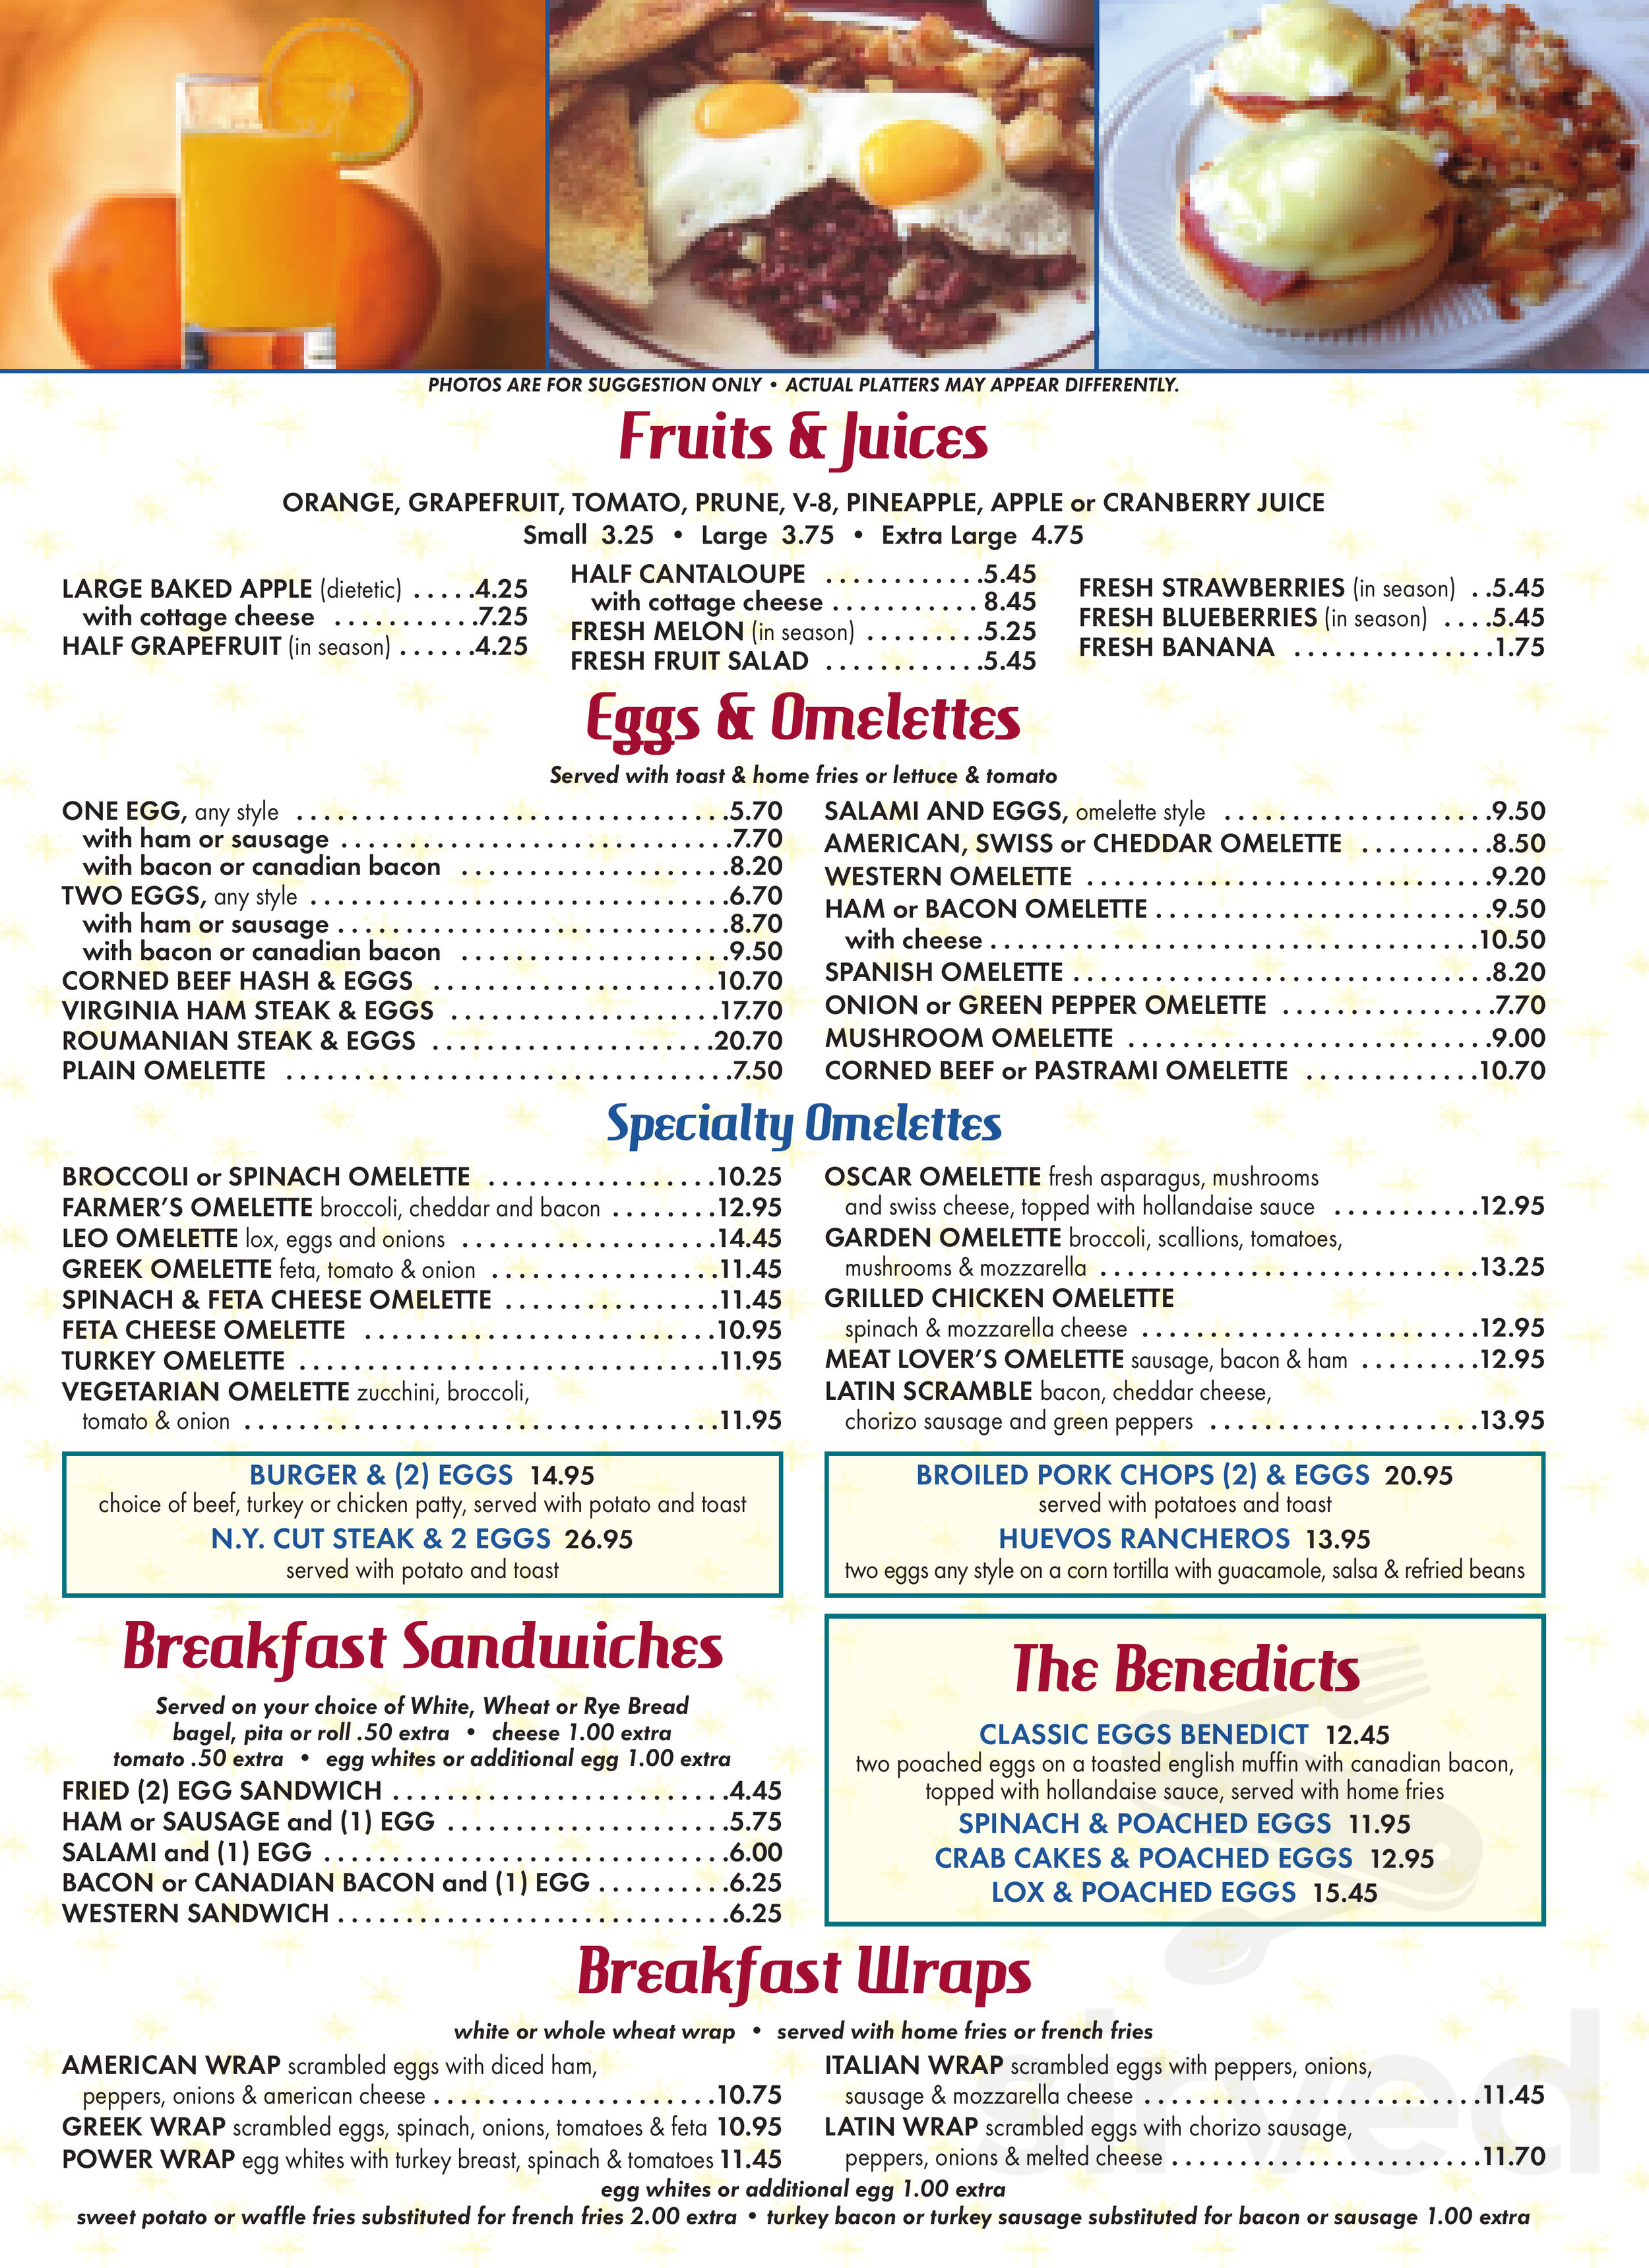 PHOTOS ARE FOR SUGGESTION ONLY • ACTUAL PLATTERS MAY APPEAR DIFFERENTLY.
Fruits & Juices
ORANGE, GRAPEFRUIT, TOMATO, PRUNE, V-8, PINEAPPLE, APPLE or CRANBERRY JUICE
Small 3.25 • Large 3.75 • Extra Large 4.75
LARGE BAKED APPLE (dietetic) .....4.25
with cottage cheese ...........7.25
HALF GRAPEFRUIT (in season) ......4.25
HALF CANTALOUPE ............5.45
with cottage cheese ........... 8.45
FRESH MELON (in season) .........5.25
FRESH FRUIT SALAD ............5.45
FRESH STRAWBERRIES (in season) ..5.45
FRESH BLUEBERRIES (in season) ....5.45
FRESH BANANA ...............1.75
Eggs & Omelettes
Served with toast & home fries or lettuce & tomato
ONE EGG, any style ................................5.70
with ham or sausage .............................7.70
with bacon or canadian bacon ....................8.20
TWO EGGS, any style ...............................6.70
with ham or sausage .............................8.70
with bacon or canadian bacon ....................9.50
CORNED BEEF HASH & EGGS .....................10.70
VIRGINIA HAM STEAK & EGGS ....................17.70
ROUMANIAN STEAK & EGGS .....................20.70
PLAIN OMELETTE .................................7.50
SALAMI AND EGGS, omelette style ....................9.50
AMERICAN, SWISS or CHEDDAR OMELETTE ..........8.50
WESTERN OMELETTE ..............................9.20
HAM or BACON OMELETTE .........................9.50
with cheese ....................................10.50
SPANISH OMELETTE ...............................8.20
ONION or GREEN PEPPER OMELETTE ................7.70
MUSHROOM OMELETTE ...........................9.00
CORNED BEEF or PASTRAMI OMELETTE .............10.70
Specialty Omelettes
BROCCOLI or SPINACH OMELETTE .................10.25
FARMER'S OMELETTE broccoli, cheddar and bacon ........12.95
LEO OMELETTE lox, eggs and onions ...................14.45
GREEK OMELETTE feta, tomato & onion .................11.45
SPINACH & FETA CHEESE OMELETTE ................11.45
FETA CHEESE OMELETTE ..........................10.95
TURKEY OMELETTE ...............................11.95
VEGETARIAN OMELETTE zucchini, broccoli,
tomato & onion ...................................11.95
OSCAR OMELETTE fresh asparagus, mushrooms
and swiss cheese, topped with hollandaise sauce ...........12.95
GARDEN OMELETTE broccoli, scallions, tomatoes,
mushrooms & mozzarella ............................13.25
GRILLED CHICKEN OMELETTE
spinach & mozzarella cheese .........................12.95
MEAT LOVER'S OMELETTE sausage, bacon & ham .........12.95
LATIN SCRAMBLE bacon, cheddar cheese,
chorizo sausage and green peppers ....................13.95
BURGER & (2) EGGS 14.95
choice of beef, turkey or chicken patty, served with potato and toast
N.Y. CUT STEAK & 2 EGGS 26.95
served with potato and toast
BROILED PORK CHOPS (2) & EGGS 20.95
served with potatoes and toast
HUEVOS RANCHEROS 13.95
two eggs any style on a corn tortilla with guacamole, salsa & refried beans
Breakfast Sandwiches
Served on your choice of White, Wheat or Rye Bread
bagel, pita or roll .50 extra • cheese 1.00 extra
tomato .50 extra • egg whites or additional egg 1.00 extra
FRIED (2) EGG SANDWICH .........................4.45
HAM or SAUSAGE and (1) EGG .....................5.75
SALAMI and (1) EGG ..............................6.00
BACON or CANADIAN BACON and (1) EGG ..........6.25
WESTERN SANDWICH .............................6.25
The Benedicts
CLASSIC EGGS BENEDICT 12.45
two poached eggs on a toasted english muffin with canadian bacon,
topped with hollandaise sauce, served with home fries
SPINACH & POACHED EGGS 11.95
CRAB CAKES & POACHED EGGS 12.95
LOX & POACHED EGGS 15.45
Breakfast Wraps
white or whole wheat wrap • served with home fries or french fries
AMERICAN WRAP scrambled eggs with diced ham,
peppers, onions & american cheese .....................10.75
GREEK WRAP scrambled eggs, spinach, onions, tomatoes & feta 10.95
POWER WRAP egg whites with turkey breast, spinach & tomatoes 11.45
ITALIAN WRAP scrambled eggs with peppers, onions,
sausage & mozzarella cheese .........................11.45
LATIN WRAP scrambled eggs with chorizo sausage,
peppers, onions & melted cheese .......................11.70
egg whites or additional egg 1.00 extra
sweet potato or waffle fries substituted for french fries 2.00 extra • turkey bacon or turkey sausage substituted for bacon or sausage 1.00 extra
sirved